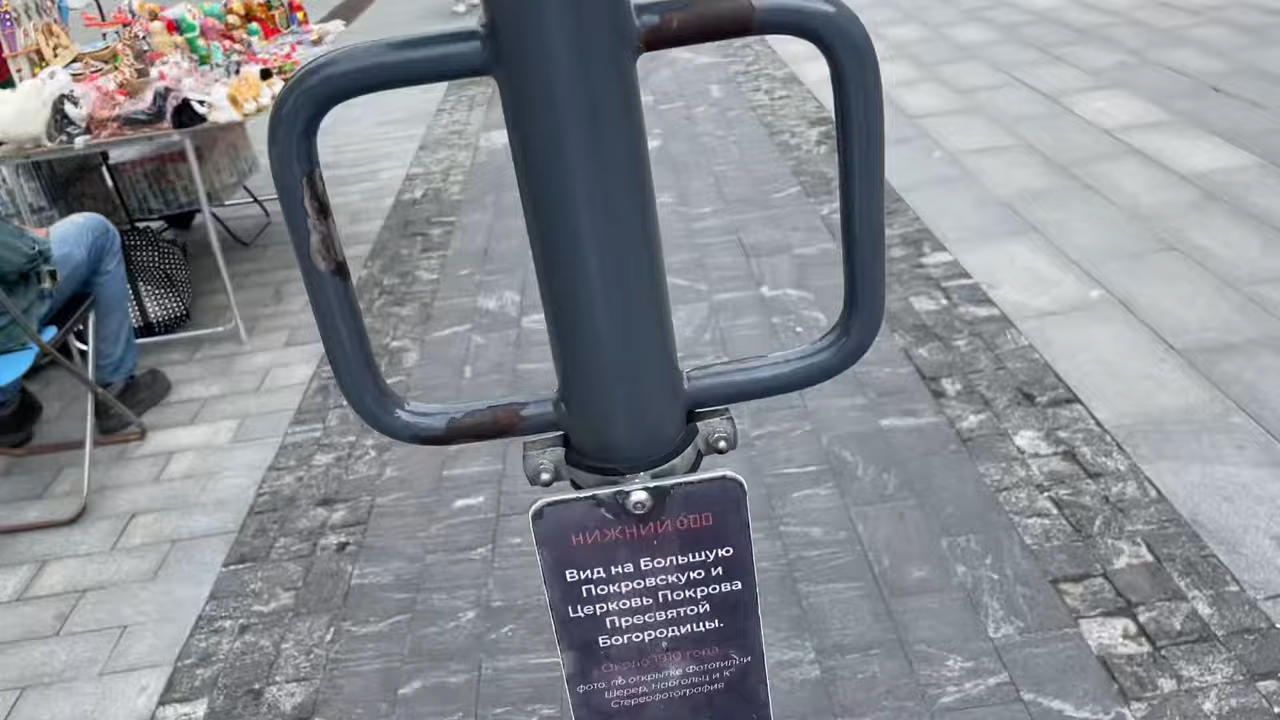 НИЖНИЙ 800
Вид на Большую
Покровскую и
Церковь Покрова
Пресвятой
Богородицы.
Около 1910 года
Фото: по открытке Фототипии
Шерер, Набгольц и К°
Стереофотография